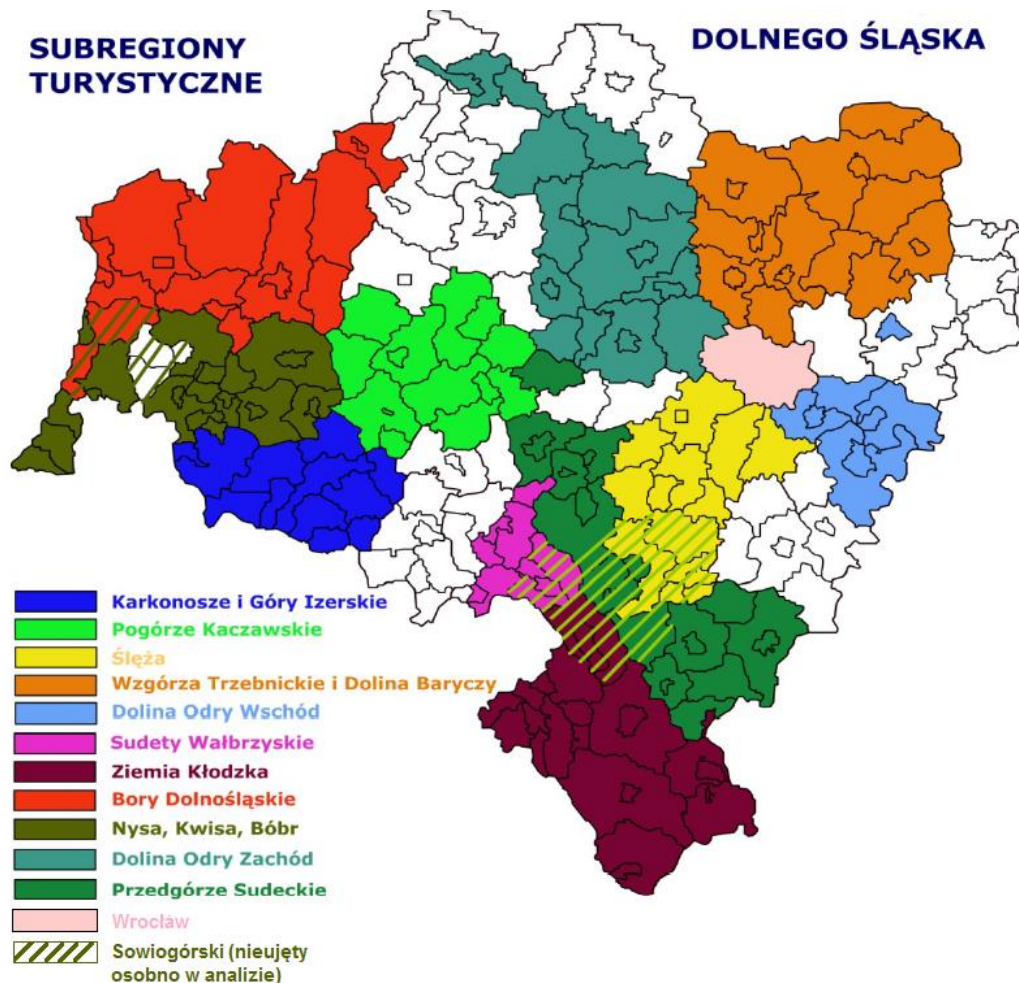 SUBREGIONY
TURYSTYCZNE
DOLNEGO ŚLĄSKA
Karkonosze i Góry Izerskie
Pogórze Kaczawskie
Ślęża
Wzgórza Trzebnickie i Dolina Baryczy
Dolina Odry Wschód
Sudety Wałbrzyskie
Ziemia Kłodzka
Bory Dolnośląskie
Nysa, Kwisa, Bóbr
Dolina Odry Zachód
Przedgórze Sudeckie
Wrocław
Sowiogórski (nieujęty
osobno w analizie)